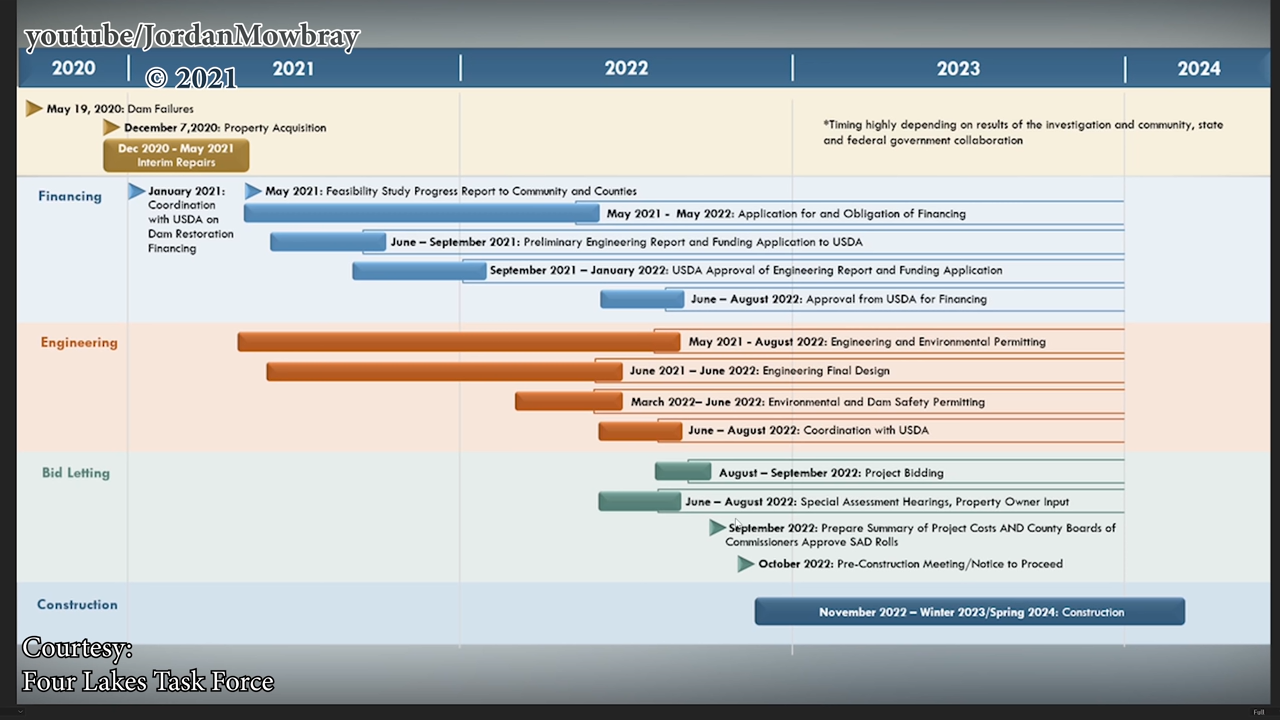 youtube/JordanMowbray
© 2021
2020
2021
2022
2023
2024
May 19, 2020: Dam Failures
December 7,2020: Property Acquisition
Dec 2020 - May 2021
Interim Repairs
*Timing highly depending on results of the investigation and community, state
and federal government collaboration
Financing
January 2021:
Coordination
with USDA on
Dam Restoration
Financing
May 2021: Feasibility Study Progress Report to Community and Counties
May 2021 - May 2022: Application for and Obligation of Financing
June – September 2021: Preliminary Engineering Report and Funding Application to USDA
September 2021 – January 2022: USDA Approval of Engineering Report and Funding Application
June – August 2022: Approval from USDA for Financing
Engineering
May 2021 - August 2022: Engineering and Environmental Permitting
June 2021 – June 2022: Engineering Final Design
March 2022– June 2022: Environmental and Dam Safety Permitting
June – August 2022: Coordination with USDA
Bid Letting
August – September 2022: Project Bidding
June – August 2022: Special Assessment Hearings, Property Owner Input
September 2022: Prepare Summary of Project Costs AND County Boards of
Commissioners Approve SAD Rolls
October 2022: Pre-Construction Meeting/Notice to Proceed
Construction
November 2022 – Winter 2023/Spring 2024: Construction
Courtesy:
Four Lakes Task Force
Full